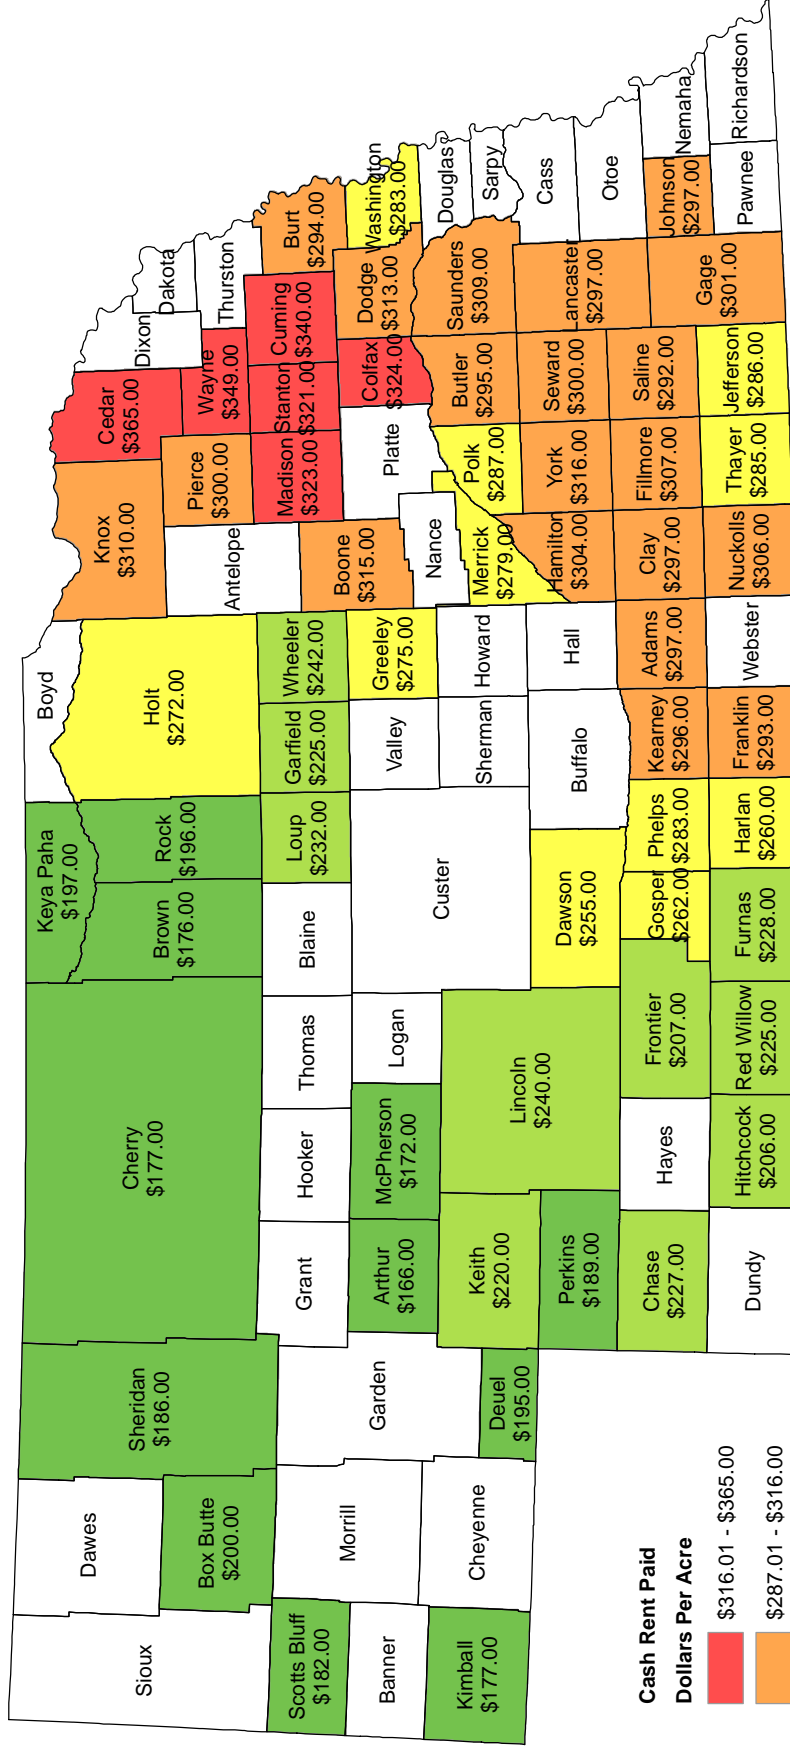 Boyd
Keya Paha
$197.00
Cherry
$177.00
Sheridan
$186.00
Dawes
Sioux
Box Butte
$200.00
Brown
$176.00
Rock
$196.00
Holt
$272.00
Knox
$310.00
Cedar
$365.00
Dixon
Dakota
Antelope
Pierce
$300.00
Wayne
$349.00
Thurston
Scotts Bluff
$182.00
Banner
Kimball
$177.00
Morrill
Cheyenne
Garden
Deuel
$195.00
Grant
Hooker
Thomas
Blaine
Loup
$232.00
Garfield
$225.00
Wheeler
$242.00
Boone
$315.00
Madison
$323.00
Stanton
$321.00
Cuming
$340.00
Burt
$294.00
Arthur
$166.00
McPherson
$172.00
Logan
Custer
Valley
Greeley
$275.00
Nance
Platte
Colfax
$324.00
Dodge
$313.00
Washington
$283.00
Keith
$220.00
Lincoln
$240.00
Sherman
Howard
Merrick
$279.00
Polk
$287.00
Butler
$295.00
Saunders
$309.00
Douglas
Sarpy
Perkins
$189.00
Dawson
$255.00
Buffalo
Hall
Hamilton
$304.00
York
$316.00
Seward
$300.00
Lancaster
$297.00
Cass
Otoe
Chase
$227.00
Hayes
Frontier
$207.00
Gosper
$262.00
Phelps
$283.00
Kearney
$296.00
Adams
$297.00
Clay
$297.00
Fillmore
$307.00
Saline
$292.00
Gage
$301.00
Johnson
$297.00
Nemaha
Dundy
Hitchcock
$206.00
Red Willow
$225.00
Furnas
$228.00
Harlan
$260.00
Franklin
$293.00
Webster
Nuckolls
$306.00
Thayer
$285.00
Jefferson
$286.00
Pawnee
Richardson
Cash Rent Paid
Dollars Per Acre
$316.01 - $365.00
$287.01 - $316.00